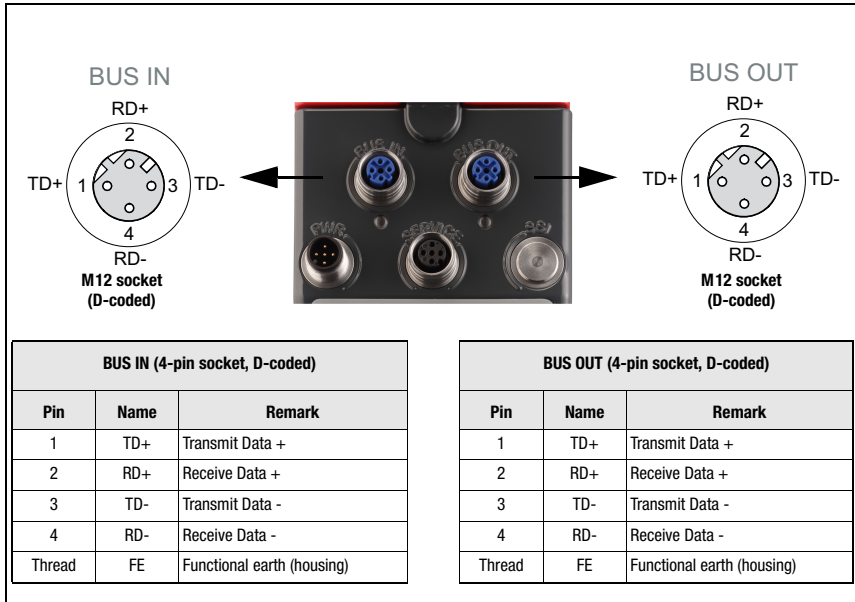 BUS IN
RD+
2
TD+ 1 3 TD-
4
RD-
M12 socket
(D-coded)
BUS IN
BUS OUT
PWR
SERVICE
SSI
BUS OUT
RD+
2
TD+ 1 3 TD-
4
RD-
M12 socket
(D-coded)
BUS IN (4-pin socket, D-coded)
Pin Name Remark
1 TD+ Transmit Data +
2 RD+ Receive Data +
3 TD- Transmit Data -
4 RD- Receive Data -
Thread FE Functional earth (housing)
BUS OUT (4-pin socket, D-coded)
Pin Name Remark
1 TD+ Transmit Data +
2 RD+ Receive Data +
3 TD- Transmit Data -
4 RD- Receive Data -
Thread FE Functional earth (housing)